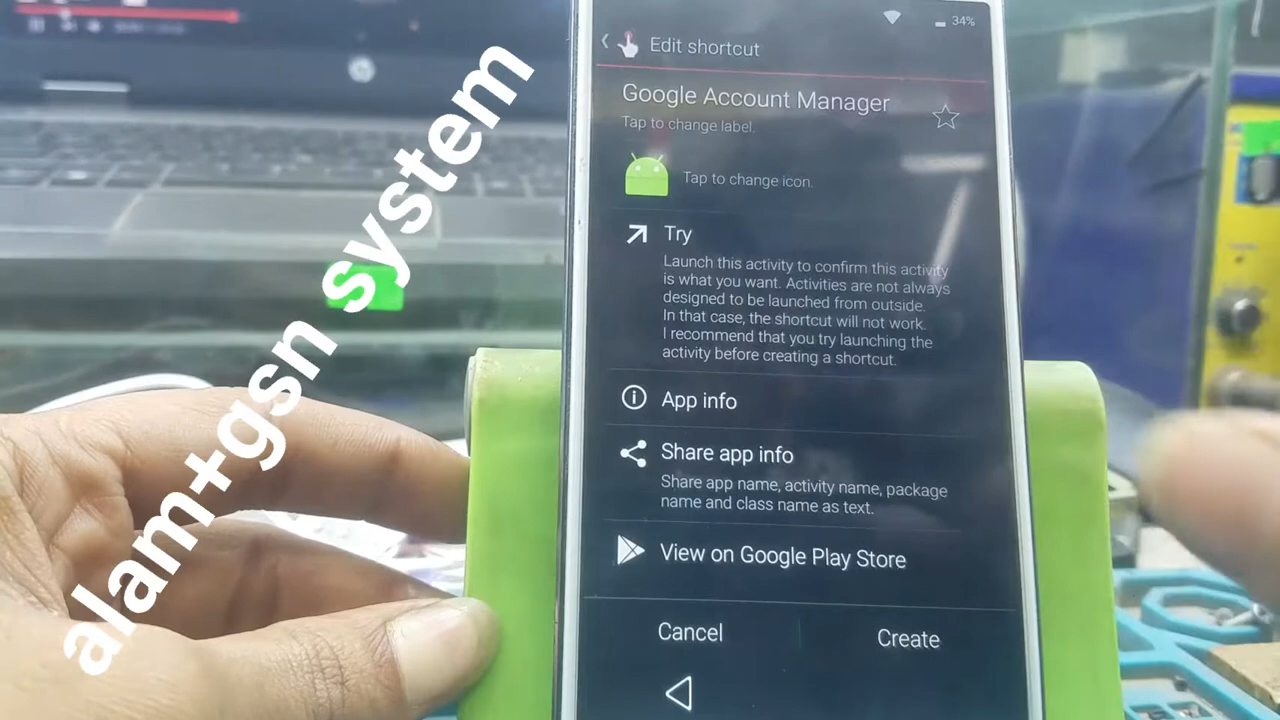 34%
Edit shortcut
Google Account Manager
Tap to change label.
Tap to change icon.
Try
Launch this activity to confirm this activity
is what you want. Activities are not always
designed to be launched from outside.
In that case, the shortcut will not work.
I recommend that you try launching the
activity before creating a shortcut.
App info
Share app info
Share app name, activity name, package
name and class name as text.
View on Google Play Store
Cancel
Create
alam+gsn system